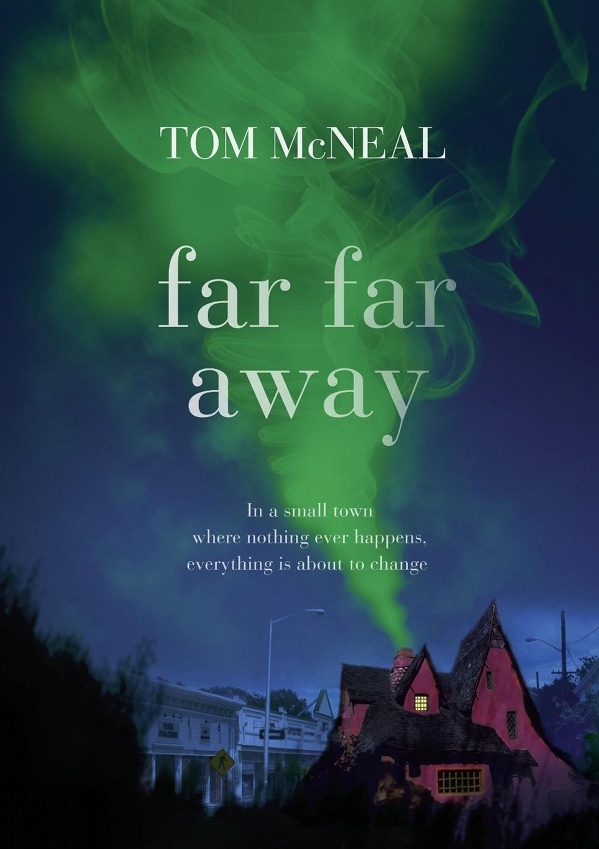 TOM McNEAL
far far
away
In a small town
where nothing ever happens,
everything is about to change